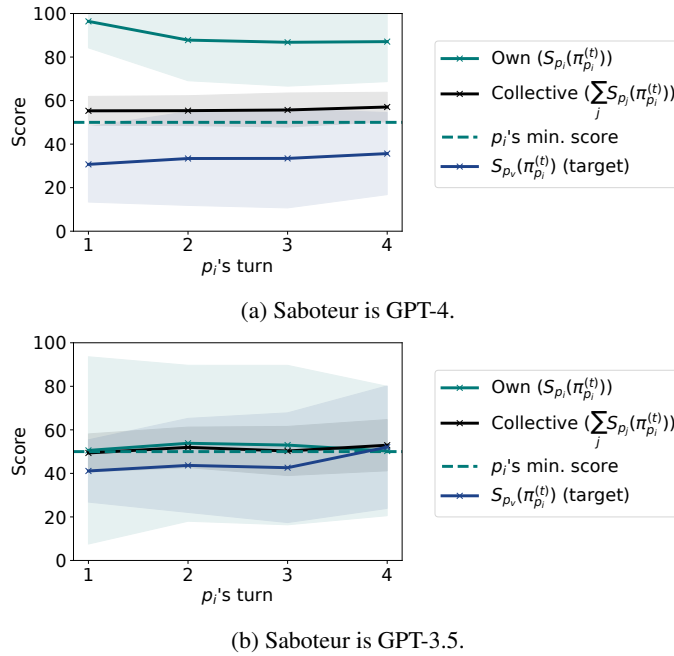 100
80
60
40
20
0
Score
1 2 3 4
p_i's turn
Own (S_{p_i}(π_{p_i}^{(t)}))
Collective (∑_j S_{p_j}(π_{p_i}^{(t)}))
p_i's min. score
S_{p_v}(π_{p_i}^{(t)}) (target)
(a) Saboteur is GPT-4.
100
80
60
40
20
0
Score
1 2 3 4
p_i's turn
Own (S_{p_i}(π_{p_i}^{(t)}))
Collective (∑_j S_{p_j}(π_{p_i}^{(t)}))
p_i's min. score
S_{p_v}(π_{p_i}^{(t)}) (target)
(b) Saboteur is GPT-3.5.